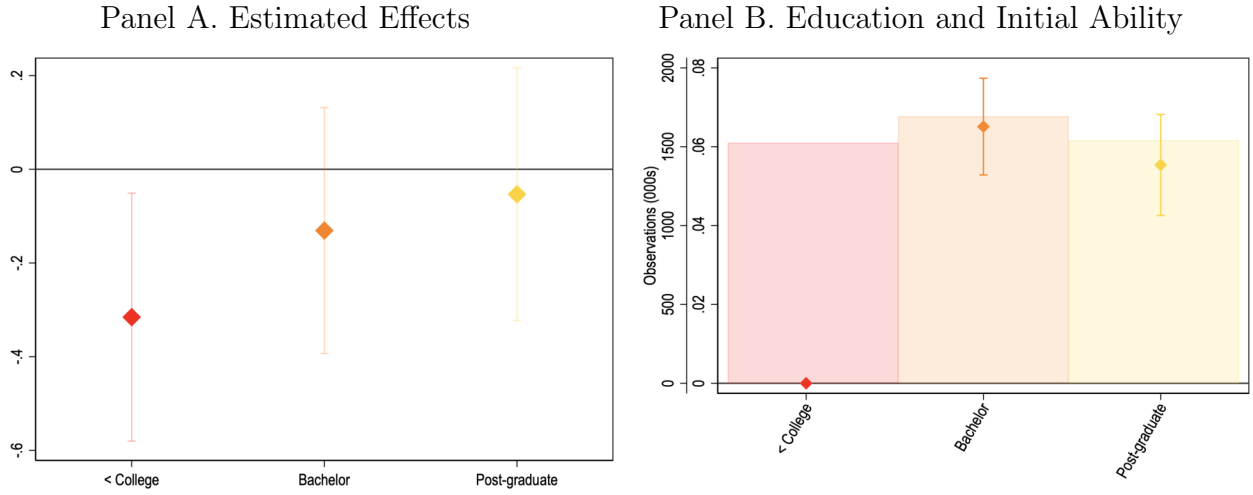 Panel A. Estimated Effects
.2
0
-.2
-.4
-.6
< College
Bachelor
Post-graduate
Panel B. Education and Initial Ability
Observations (000s)
2000
1500
1000
500
0
.08
.06
.04
.02
0
< College
Bachelor
Post-graduate